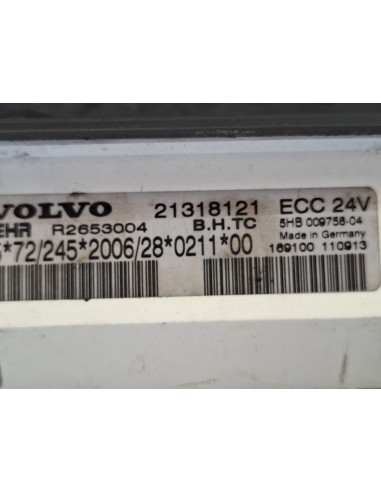 VOLVO 21318121 ECC 24V
EHR R2653004 B.H.TC 5HB 009756-04
*72/245*2006/28*0211*00 Made in Germany
169100 110913